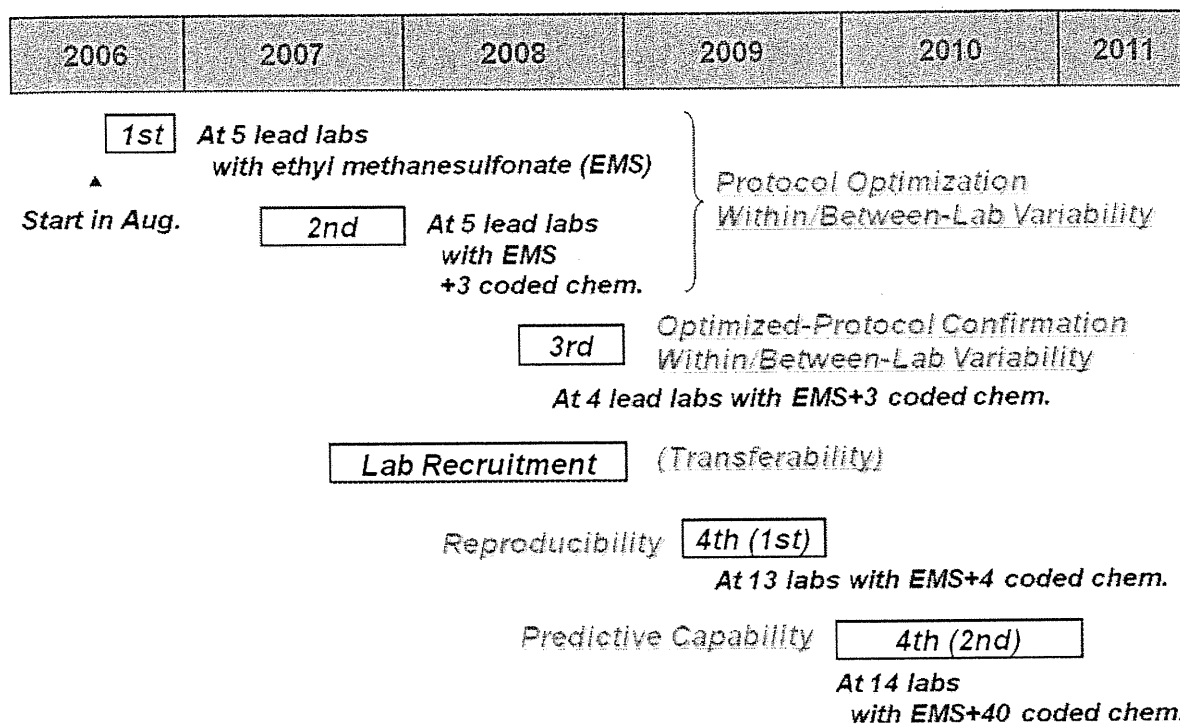 2006 2007 2008 2009 2010 2011
1st At 5 lead labs
with ethyl methanesulfonate (EMS)
Start in Aug.
2nd At 5 lead labs
with EMS
+3 coded chem.
Protocol Optimization
Within/Between-Lab Variability
3rd Optimized-Protocol Confirmation
Within/Between-Lab Variability
At 4 lead labs with EMS+3 coded chem.
Lab Recruitment (Transferability)
Reproducibility 4th (1st)
At 13 labs with EMS+4 coded chem.
Predictive Capability 4th (2nd)
At 14 labs
with EMS+40 coded chem.